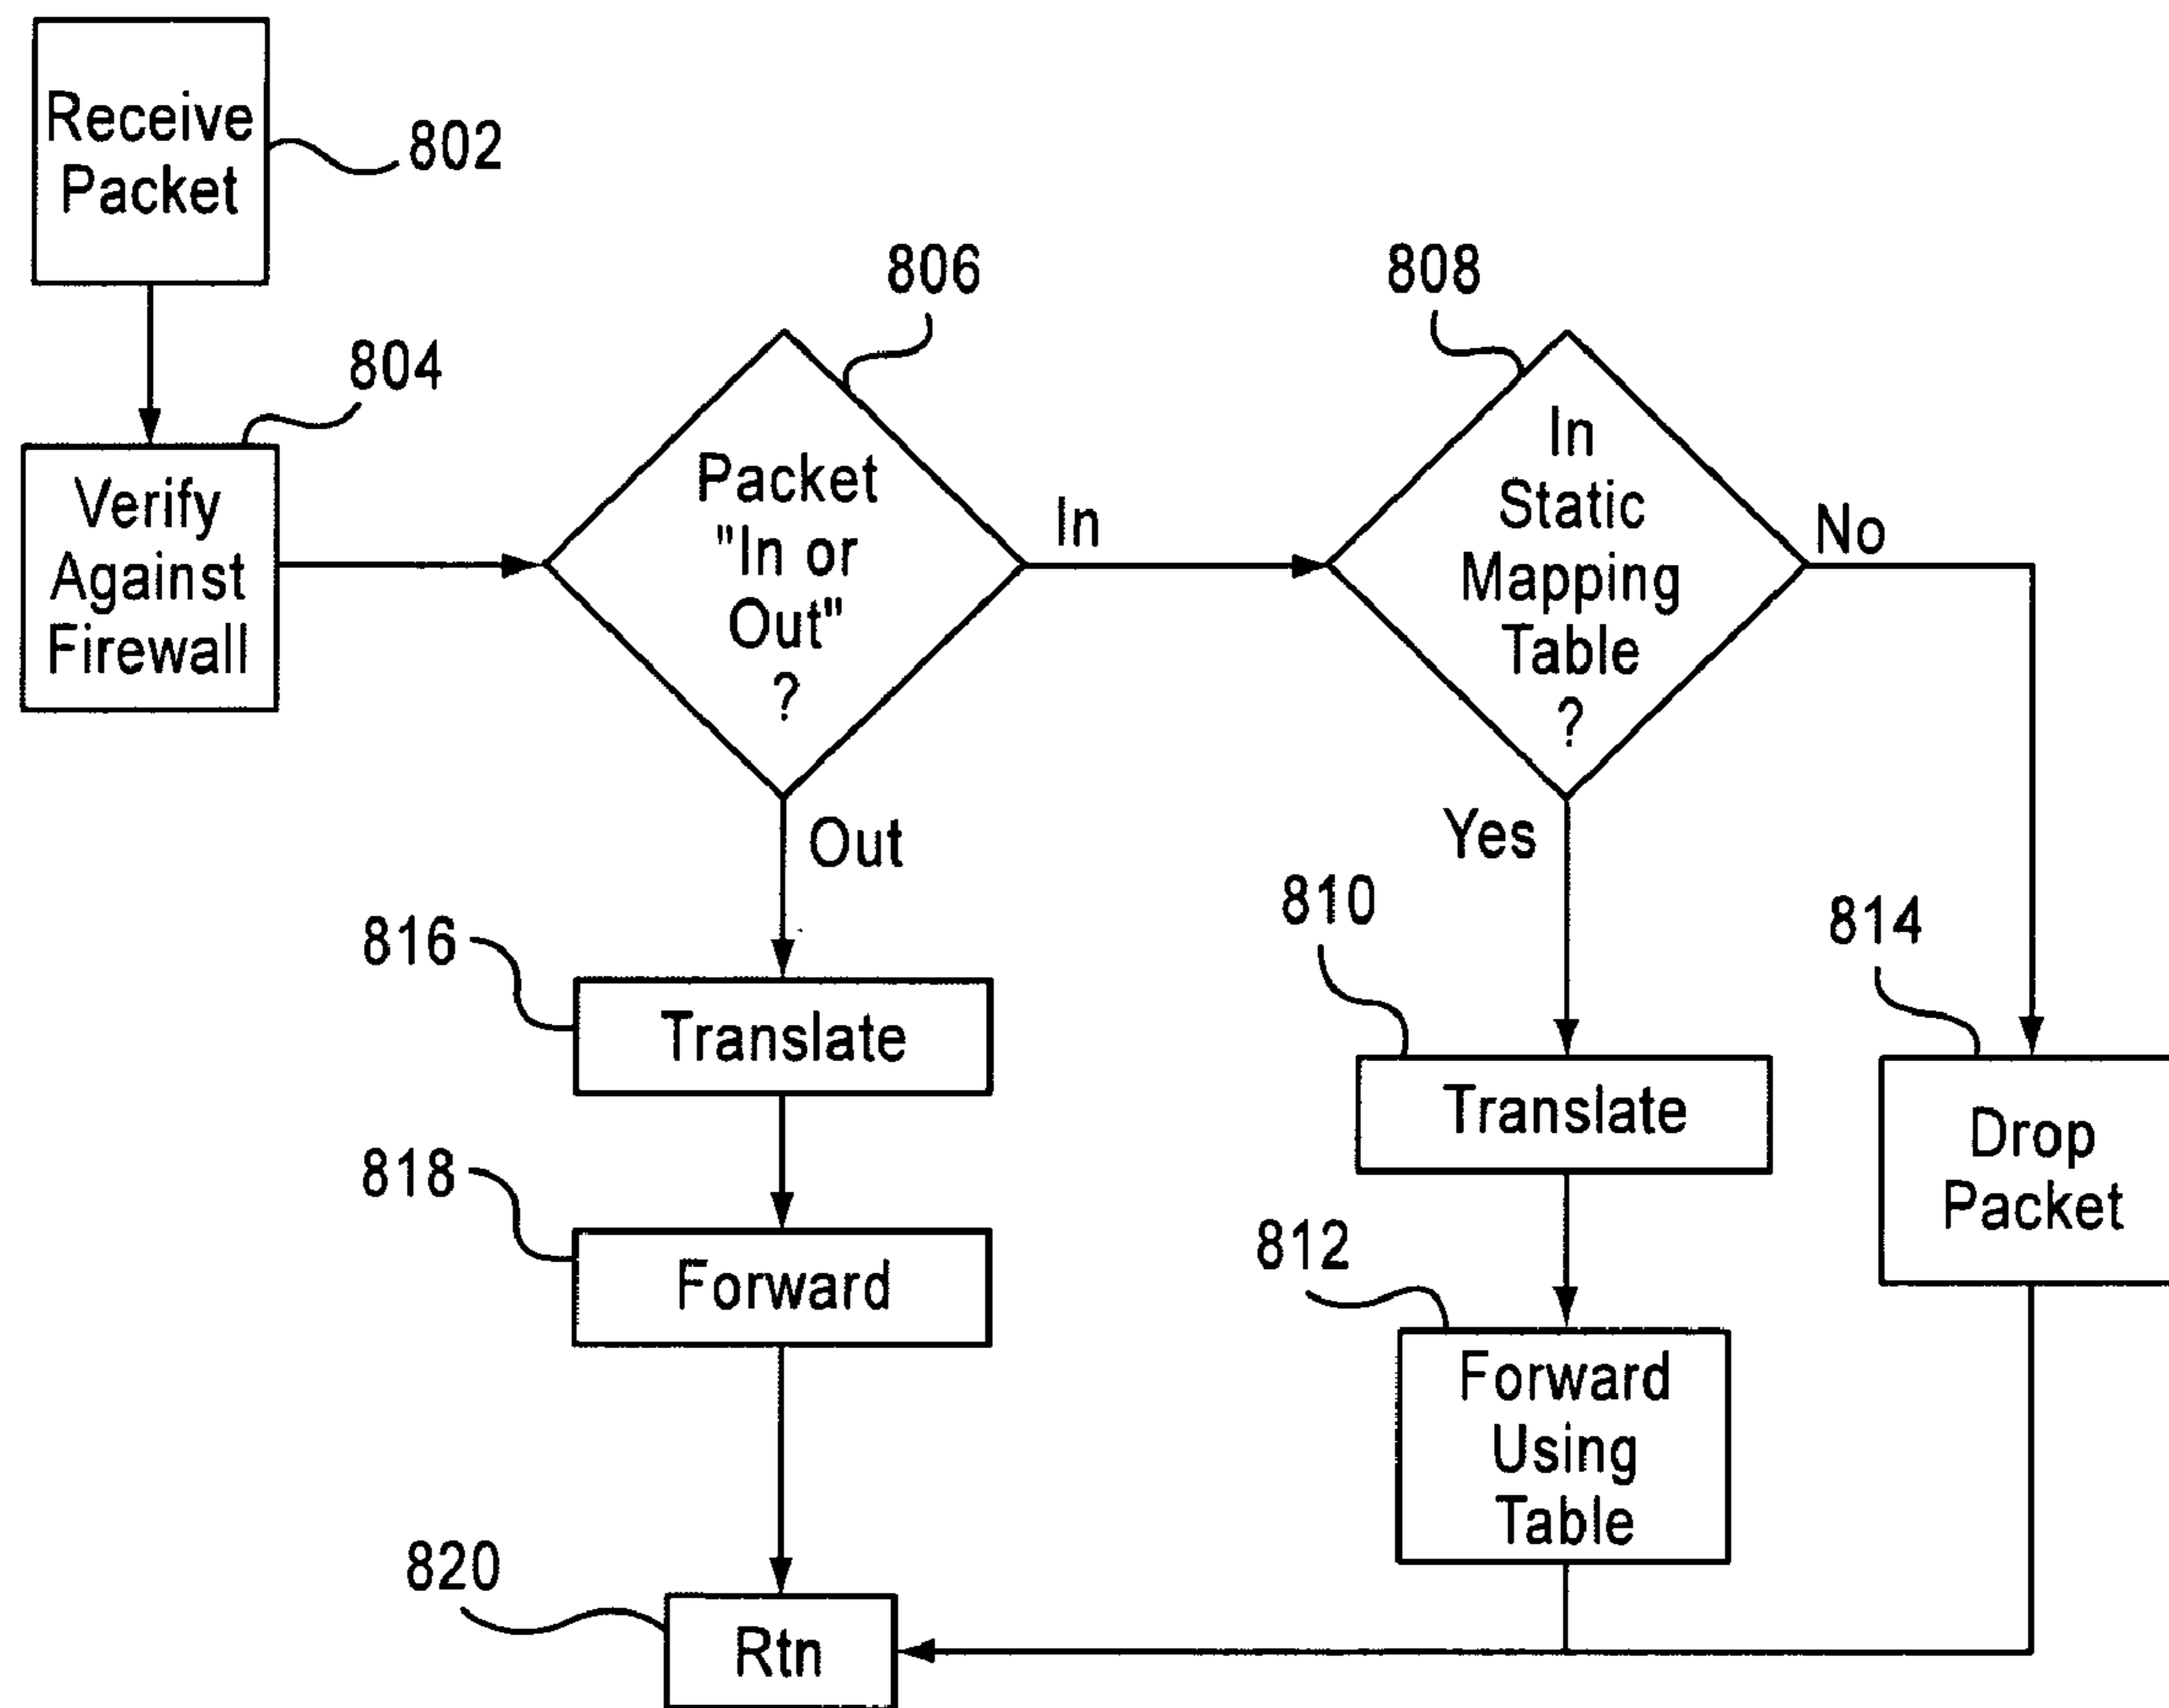 Receive
Packet
802
804
Verify
Against
Firewall
806
Packet
"In or
Out"
?
In
Out
808
In
Static
Mapping
Table
?
No
Yes
816
Translate
818
Forward
810
Translate
812
Forward
Using
Table
814
Drop
Packet
820
Rtn